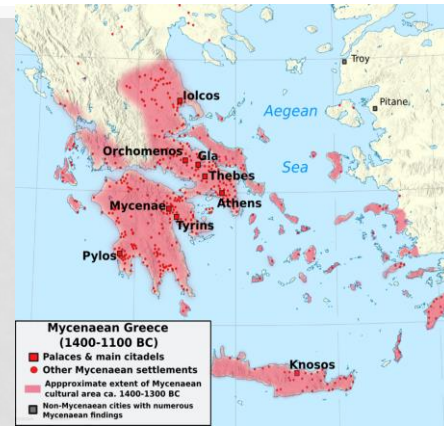 Troy
Pitane
Iolcos
Aegean
Orchomenos
Gla
Sea
Thebes
Mycenae
Athens
Tyrins
Pylos
Mycenaean Greece
(1400-1100 BC)
Palaces & main citadels
Other Mycenaean settlements
Appproximate extent of Mycenaean
cultural area ca. 1400-1300 BC
Non-Mycenaean cities with numerous
Mycenaean findings
Knosos